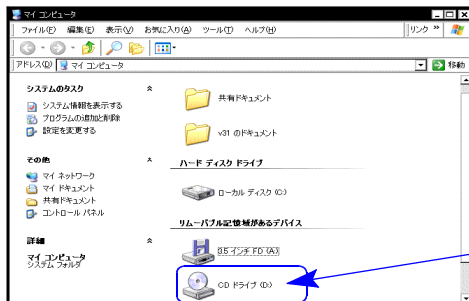 マイ コンピュータ
ファイル(F) 編集(E) 表示(V) お気に入り(A) ツール(T) ヘルプ(H) リンク »
アドレス(D) マイ コンピュータ 移動
システムのタスク
システム情報を表示する
プログラムの追加と削除
設定を変更する
その他
マイ ネットワーク
マイ ドキュメント
共有ドキュメント
コントロール パネル
詳細
マイ コンピュータ
システム フォルダ
共有ドキュメント
v31 のドキュメント
ハード ディスク ドライブ
ローカル ディスク (C:)
リムーバブル記憶域があるデバイス
3.5 インチ FD (A:)
CD ドライブ (D:)